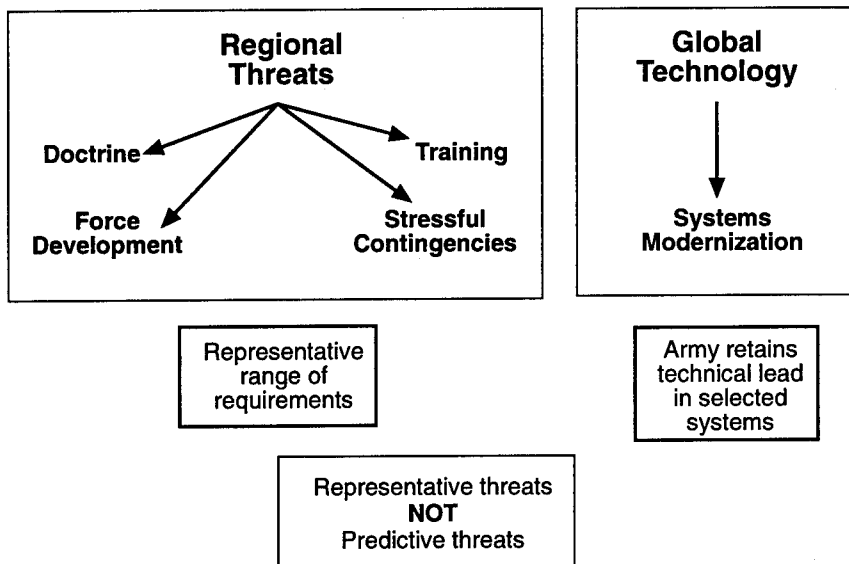 Regional
Threats
Doctrine
Training
Force
Development
Stressful
Contingencies
Global
Technology
Systems
Modernization
Representative
range of
requirements
Army retains
technical lead
in selected
systems
Representative threats
NOT
Predictive threats